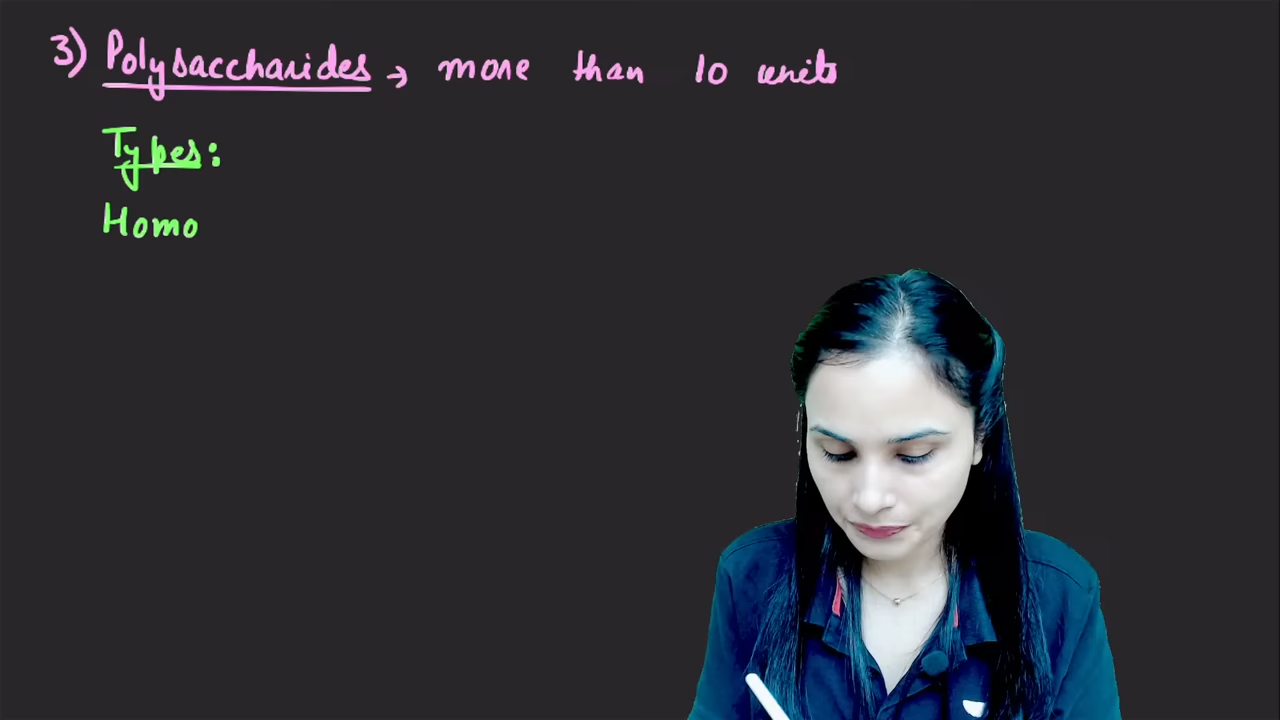 3) Polysaccharides → more than 10 units
Types:
Homo